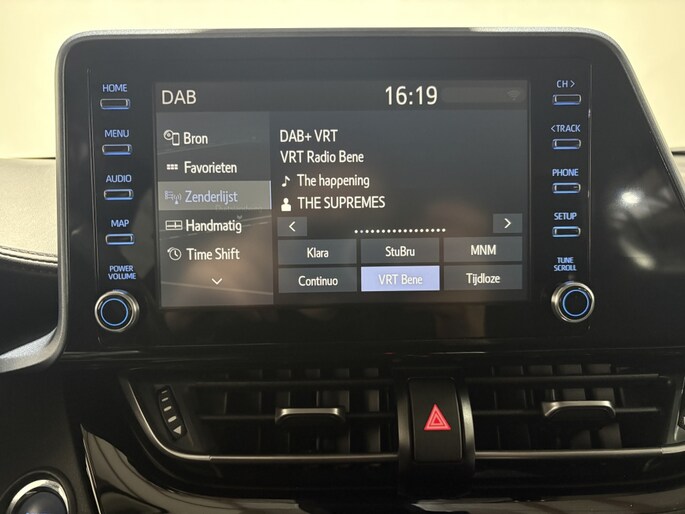 HOME
MENU
AUDIO
MAP
POWER
VOLUME
DAB
16:19
Bron
Favorieten
Zenderlijst
Handmatig
Time Shift
DAB+ VRT
VRT Radio Bene
The happening
THE SUPREMES
Klara
StuBru
MNM
Continuo
VRT Bene
Tijdloze
CH >
< TRACK
PHONE
SETUP
TUNE
SCROLL